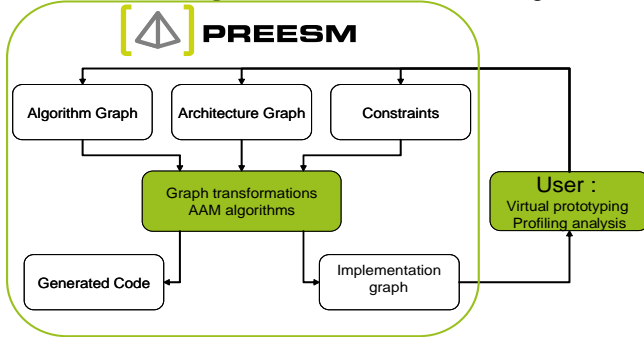 PREESM
Algorithm Graph
Architecture Graph
Constraints
Graph transformations
AAM algorithms
User :
Virtual prototyping
Profiling analysis
Generated Code
Implementation
graph